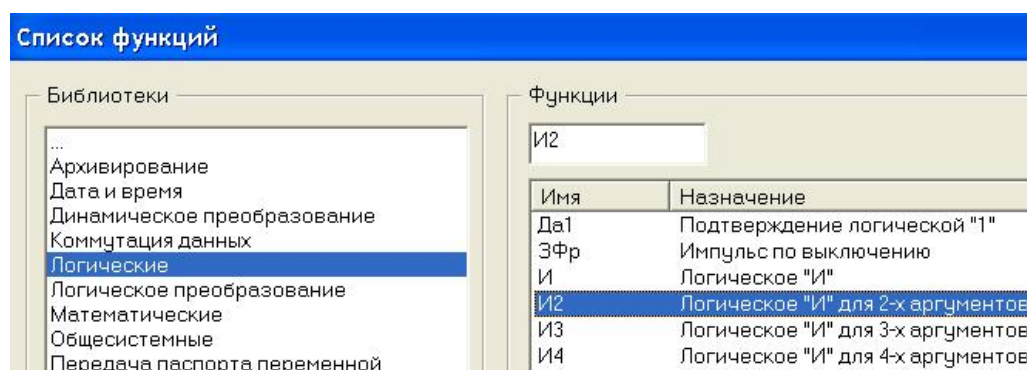 Список функций
Библиотеки
...
Архивирование
Дата и время
Динамическое преобразование
Коммутация данных
Логические
Логическое преобразование
Математические
Общесистемные
Передача паспорта переменной
Функции
И2
Имя Назначение
Да1 Подтверждение логической "1"
ЗФр Импульс по выключению
И Логическое "И"
И2 Логическое "И" для 2-х аргументов
И3 Логическое "И" для 3-х аргументов
И4 Логическое "И" для 4-х аргументов